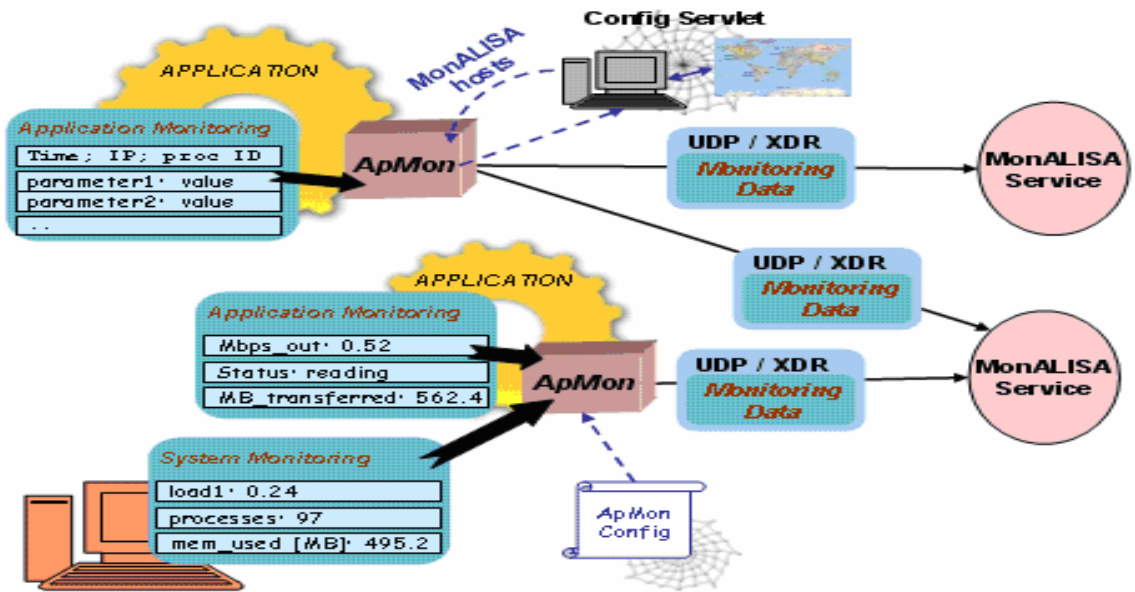 Config Servlet
APPLICATION
MonALISA
hosts
Application Monitoring
Time; IP; proc ID
parameter1: value
parameter2: value
..
ApMon
UDP / XDR
Monitoring
Data
MonALISA
Service
UDP / XDR
Monitoring
Data
APPLICATION
Application Monitoring
Mbps_out: 0.52
Status: reading
MB_transferred: 562.4
ApMon
UDP / XDR
Monitoring
Data
MonALISA
Service
System Monitoring
load1: 0.24
processes: 97
mem_used [MB]: 495.2
ApMon
Config